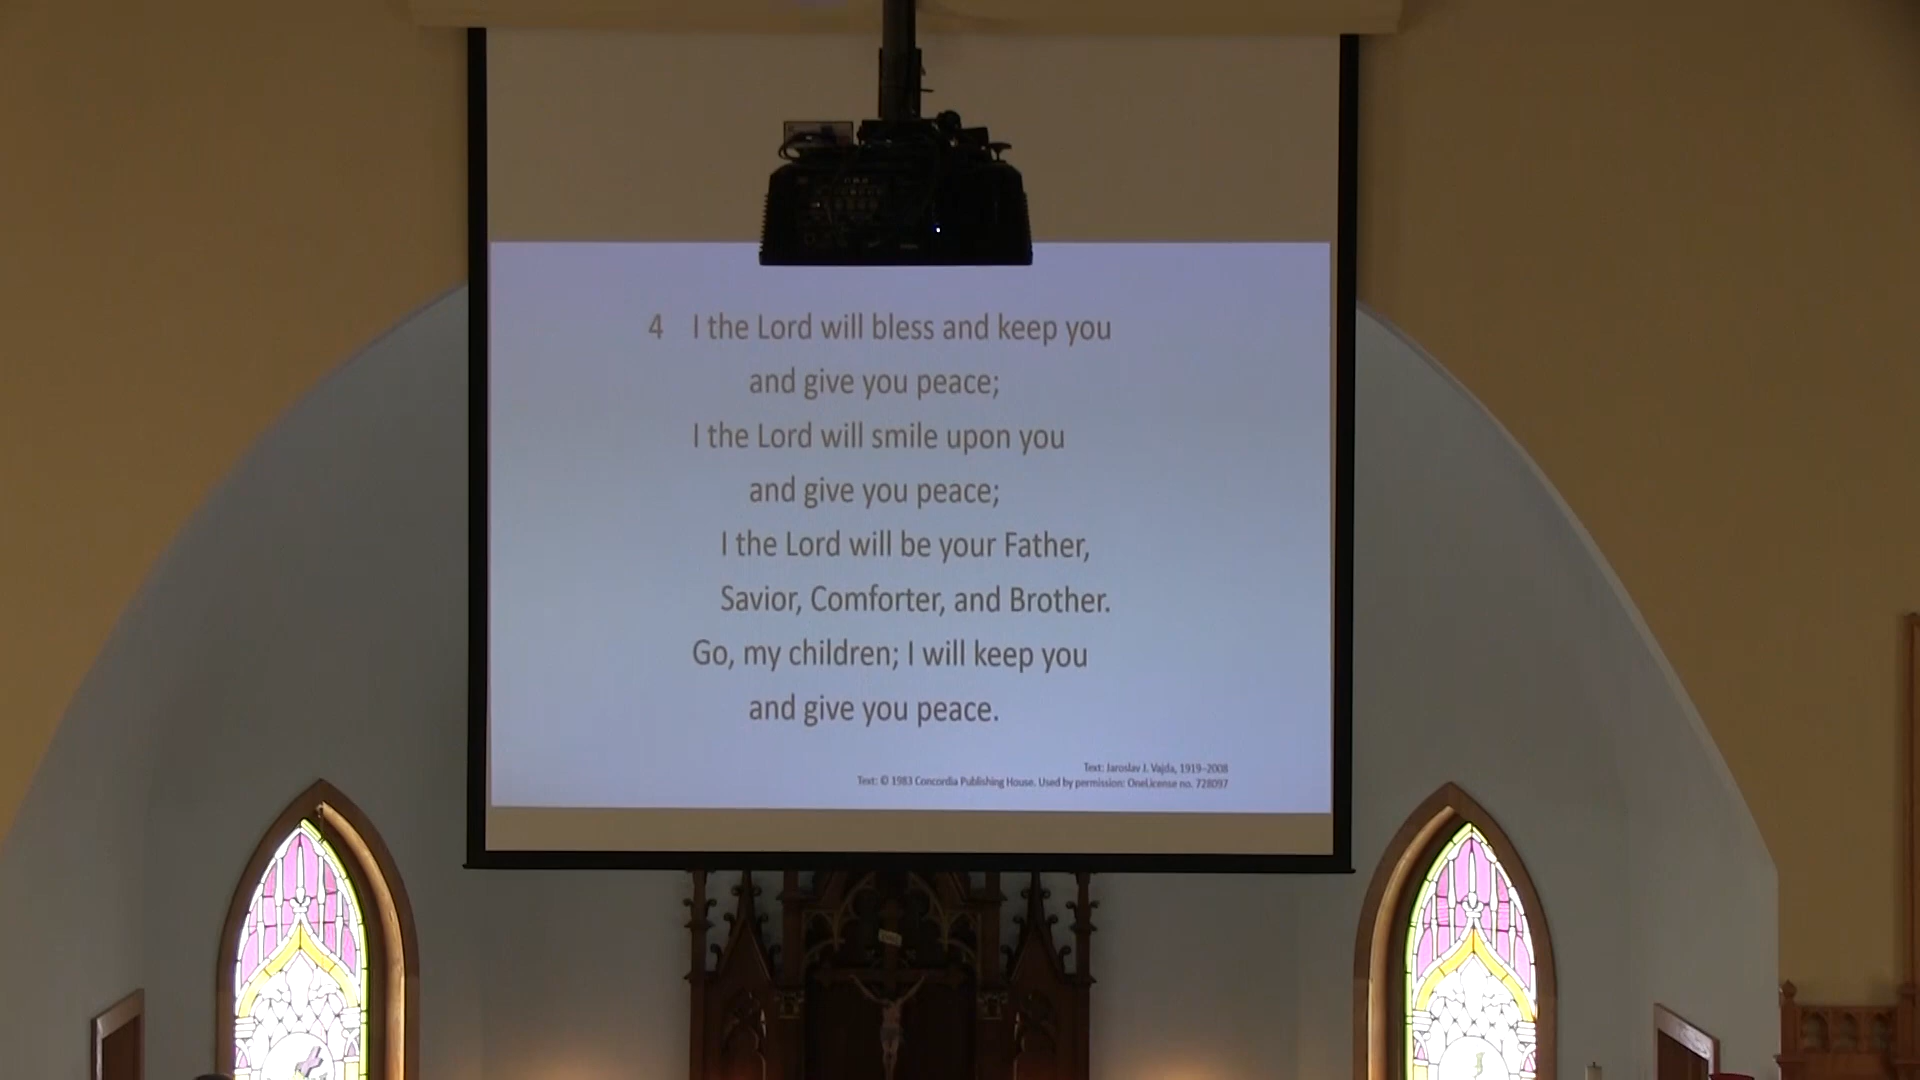 4 I the Lord will bless and keep you
and give you peace;
I the Lord will smile upon you
and give you peace;
I the Lord will be your Father,
Savior, Comforter, and Brother.
Go, my children; I will keep you
and give you peace.
Text: Jaroslav J. Vajda, 1919–2008
Text: © 1983 Concordia Publishing House. Used by permission: OneLicense no. 728097